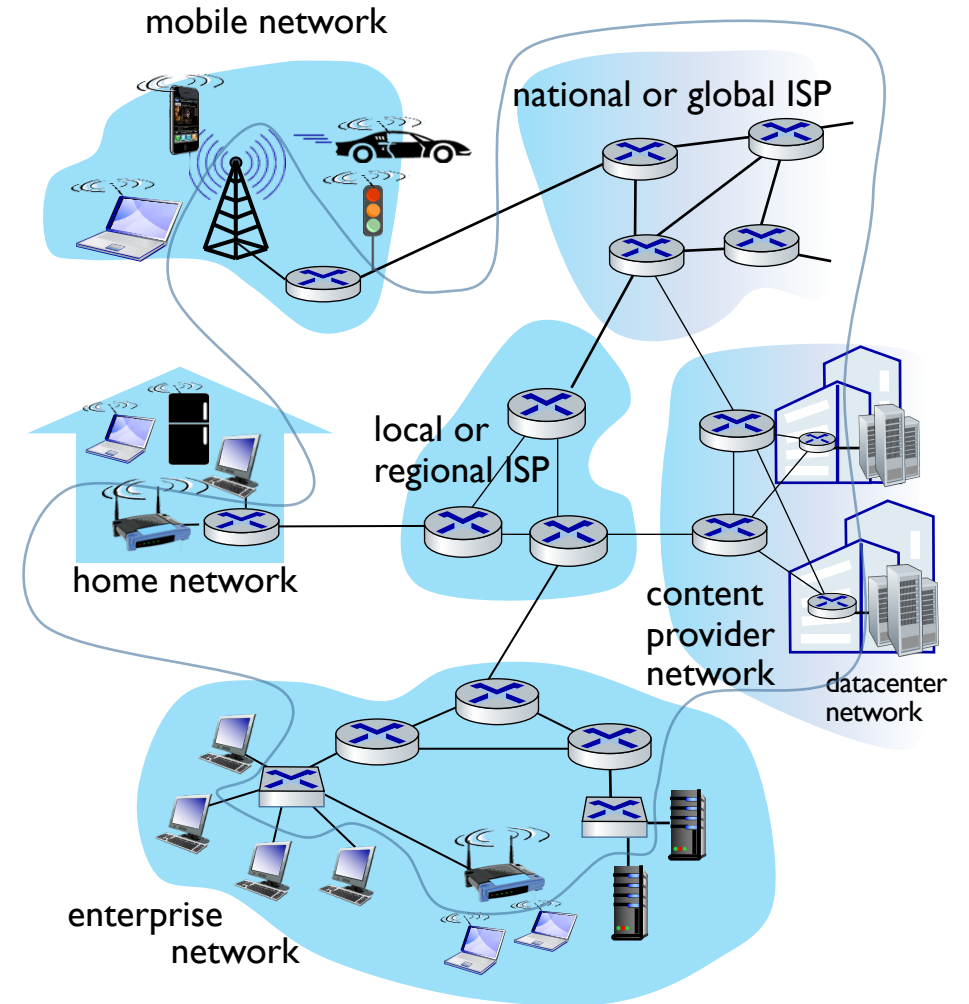 mobile network
national or global ISP
local or
regional ISP
home network
content
provider
network
datacenter
network
enterprise
network